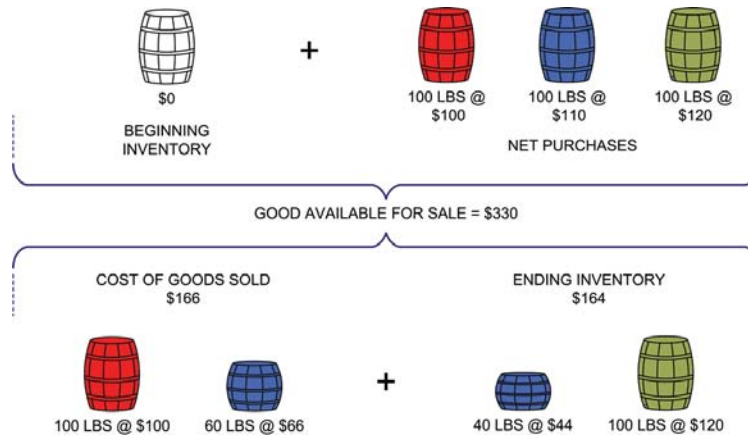 +
$0
BEGINNING
INVENTORY
100 LBS @
$100
100 LBS @
$110
100 LBS @
$120
NET PURCHASES
GOOD AVAILABLE FOR SALE = $330
COST OF GOODS SOLD
$166
ENDING INVENTORY
$164
+
100 LBS @ $100
60 LBS @ $66
40 LBS @ $44
100 LBS @ $120